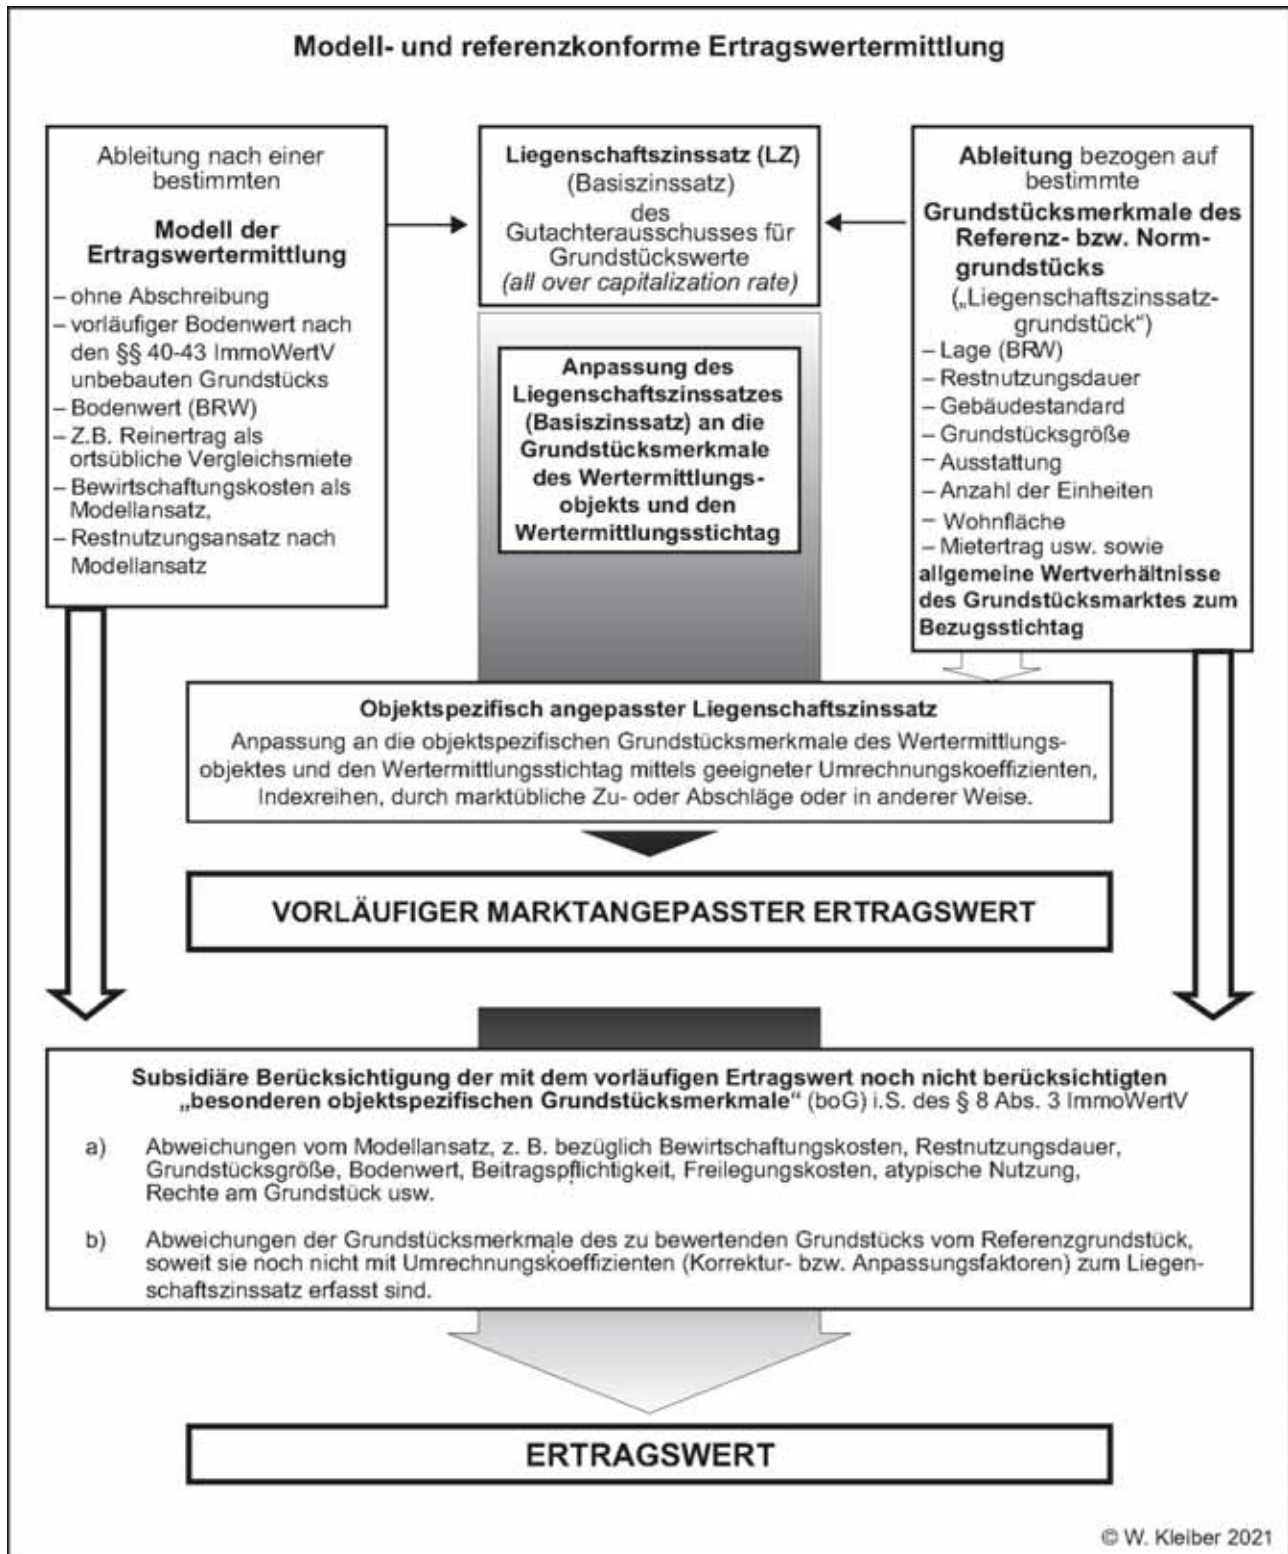 Modell- und referenzkonforme Ertragswertermittlung
Ableitung nach einer
bestimmten
Modell der
Ertragswertermittlung
– ohne Abschreibung
– vorläufiger Bodenwert nach
den §§ 40-43 ImmoWertV
unbebauten Grundstücks
– Bodenwert (BRW)
– Z.B. Reinertrag als
ortsübliche Vergleichsmiete
– Bewirtschaftungskosten als
Modellansatz,
– Restnutzungsansatz nach
Modellansatz
Liegenschaftszinssatz (LZ)
(Basiszinssatz)
des
Gutachterausschusses für
Grundstückswerte
(all over capitalization rate)
Anpassung des
Liegenschaftszinssatzes
(Basiszinssatz) an die
Grundstücksmerkmale
des Wertermittlungs-
objekts und den
Wertermittlungsstichtag
Ableitung bezogen auf
bestimmte
Grundstücksmerkmale des
Referenz- bzw. Norm-
grundstücks
(„Liegenschaftszinssatz-
grundstück“)
– Lage (BRW)
– Restnutzungsdauer
– Gebäudestandard
– Grundstücksgröße
– Ausstattung
– Anzahl der Einheiten
– Wohnfläche
– Mietertrag usw. sowie
allgemeine Wertverhältnisse
des Grundstücksmarktes zum
Bezugsstichtag
Objektspezifisch angepasster Liegenschaftszinssatz
Anpassung an die objektspezifischen Grundstücksmerkmale des Wertermittlungs-
objektes und den Wertermittlungsstichtag mittels geeigneter Umrechnungskoeffizienten,
Indexreihen, durch marktübliche Zu- oder Abschläge oder in anderer Weise.
VORLÄUFIGER MARKTANGEPASSTER ERTRAGSWERT
Subsidiäre Berücksichtigung der mit dem vorläufigen Ertragswert noch nicht berücksichtigten
„besonderen objektspezifischen Grundstücksmerkmale“ (boG) i.S. des § 8 Abs. 3 ImmoWertV
a) Abweichungen vom Modellansatz, z. B. bezüglich Bewirtschaftungskosten, Restnutzungsdauer,
Grundstücksgröße, Bodenwert, Beitragspflichtigkeit, Freilegungskosten, atypische Nutzung,
Rechte am Grundstück usw.
b) Abweichungen der Grundstücksmerkmale des zu bewertenden Grundstücks vom Referenzgrundstück,
soweit sie noch nicht mit Umrechnungskoeffizienten (Korrektur- bzw. Anpassungsfaktoren) zum Liegen-
schaftszinssatz erfasst sind.
ERTRAGSWERT
© W. Kleiber 2021